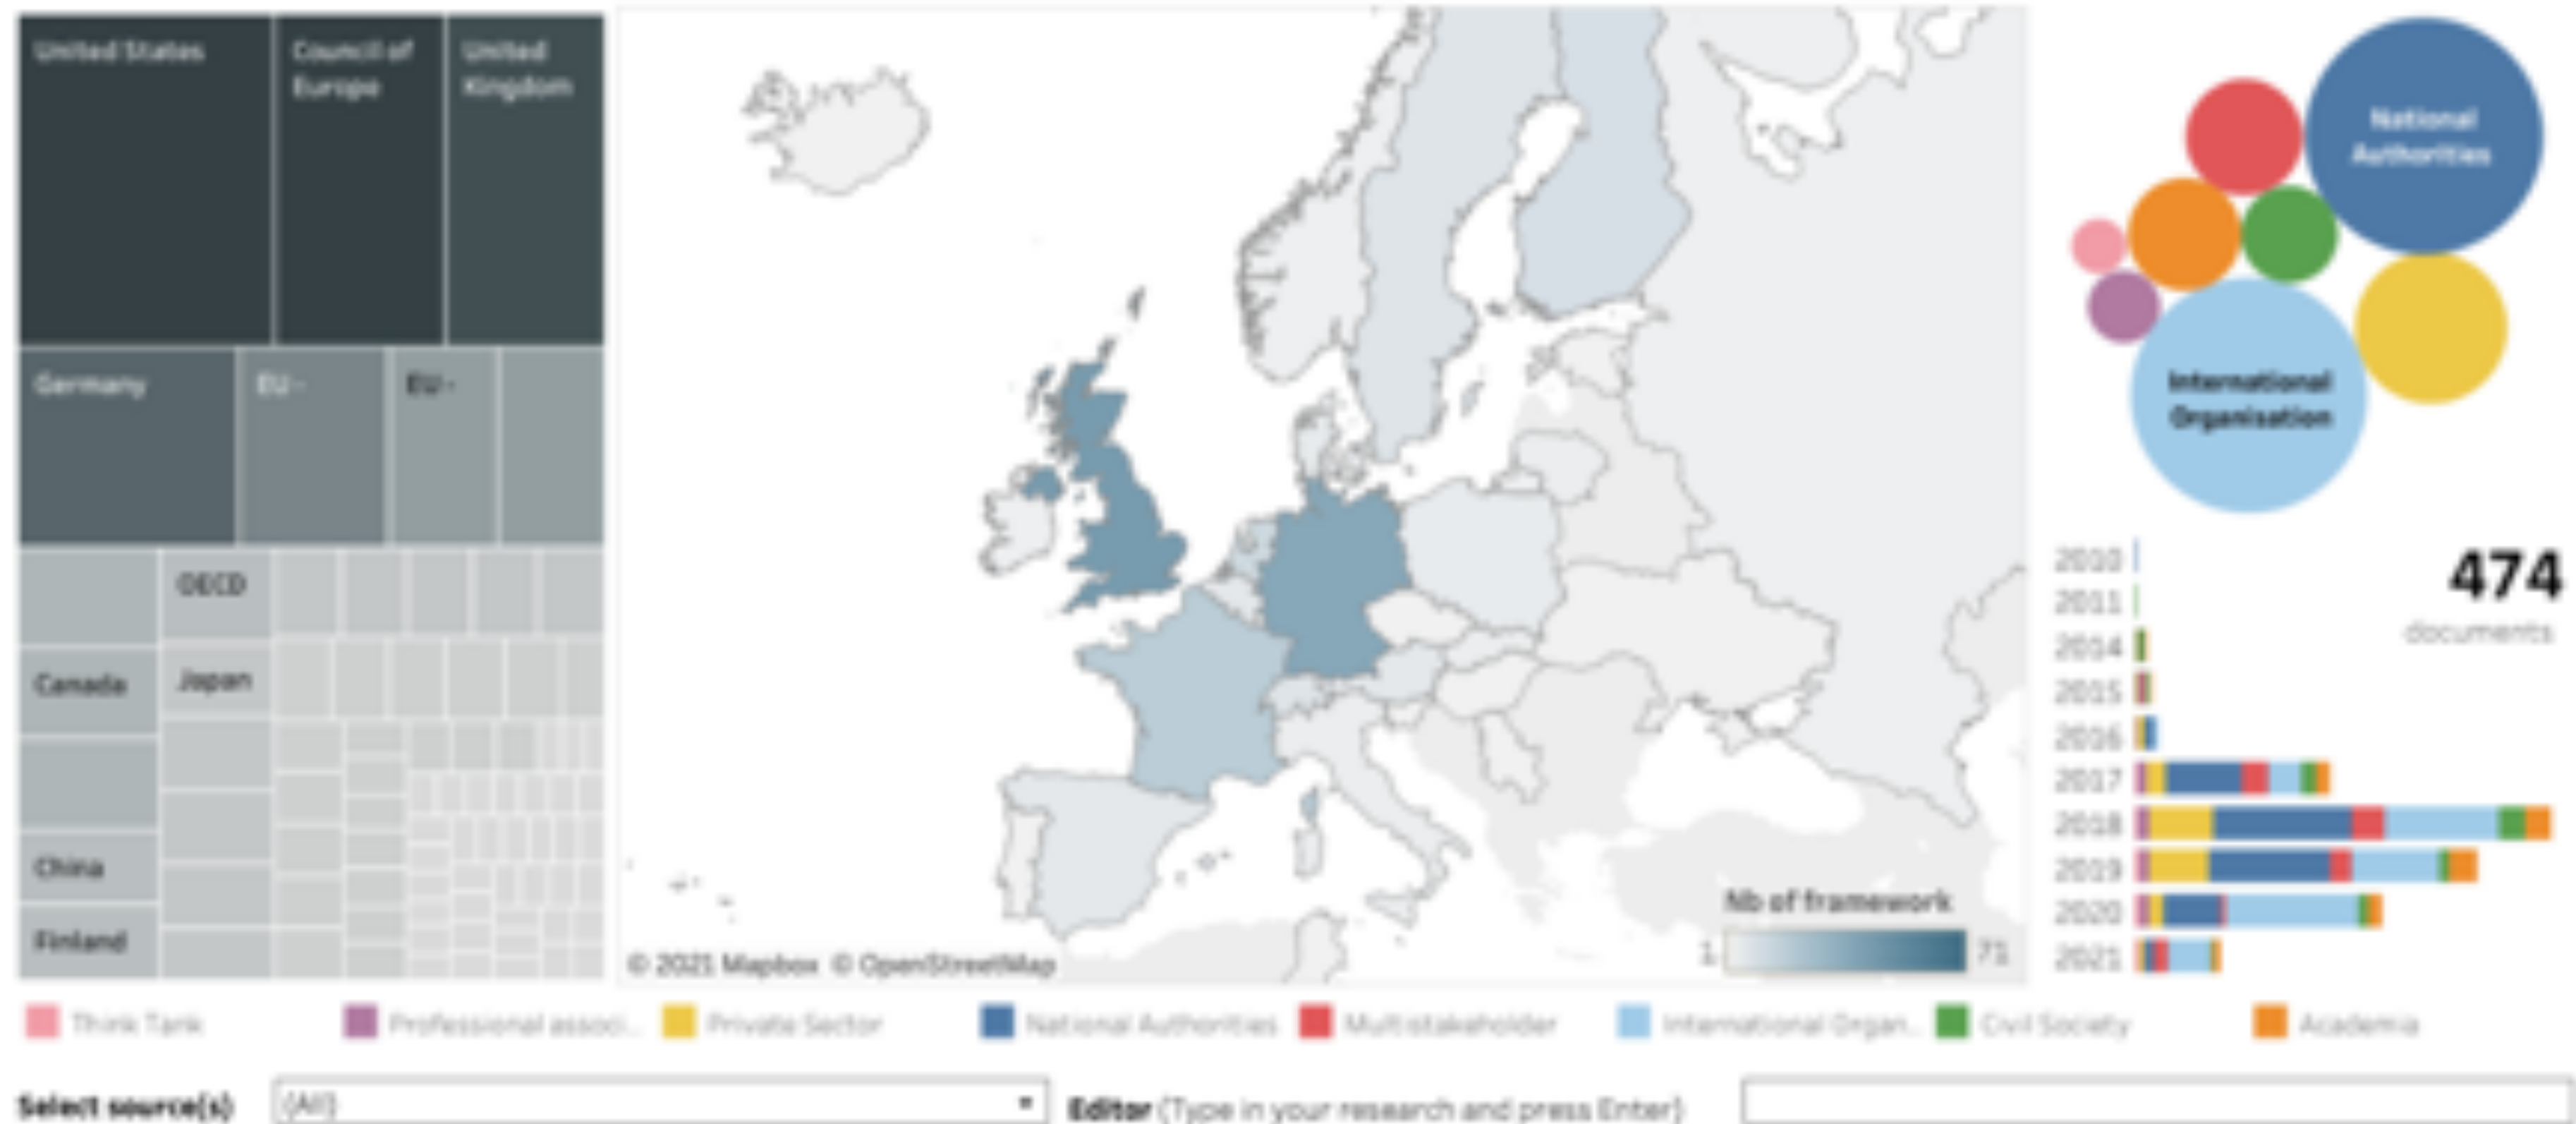 United States
Council of
Europe
United
Kingdom
Germany
EU -
EU -
OECD
Canada
Japan
China
Finland
© 2021 Mapbox © OpenStreetMap
Nb of framework
1
71
National
Authorities
International
Organisation
474
documents
2010
2011
2014
2015
2016
2017
2018
2019
2020
2021
Think Tank
Professional associ...
Private Sector
National Authorities
Multistakeholder
International Organ...
Civil Society
Academia
Select source(s)
(All)
Editor (Type in your research and press Enter)